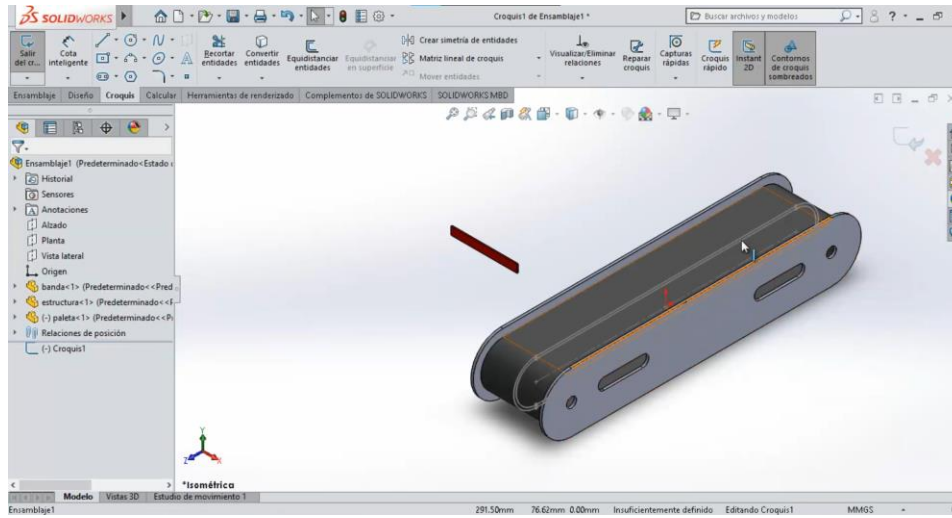 SOLIDWORKS
Croquis1 de Ensamblaje1 *
Buscar archivos y modelos
Salir del cr...
Cota inteligente
Recortar entidades
Convertir entidades
Equidistanciar entidades
Equidistanciar en superficie
Crear simetría de entidades
Matriz lineal de croquis
Mover entidades
Visualizar/Eliminar relaciones
Reparar croquis
Capturas rápidas
Croquis rápido
Instant 2D
Contornos de croquis sombreados
Ensamblaje Diseño Croquis Calcular Herramientas de renderizado Complementos de SOLIDWORKS SOLIDWORKS MBD
Ensamblaje1 (Predeterminado<Estado
Historial
Sensores
Anotaciones
Alzado
Planta
Vista lateral
Origen
banda<1> (Predeterminado<<Pred
estructura<1> (Predeterminado<<
(-) paleta<1> (Predeterminado<<P
Relaciones de posición
(-) Croquis1
Y
Z
X
*Isométrica
Modelo Vistas 3D Estudio de movimiento 1
Ensamblaje1 291.50mm 76.62mm 0.00mm Insuficientemente definido Editando Croquis1 MMGS